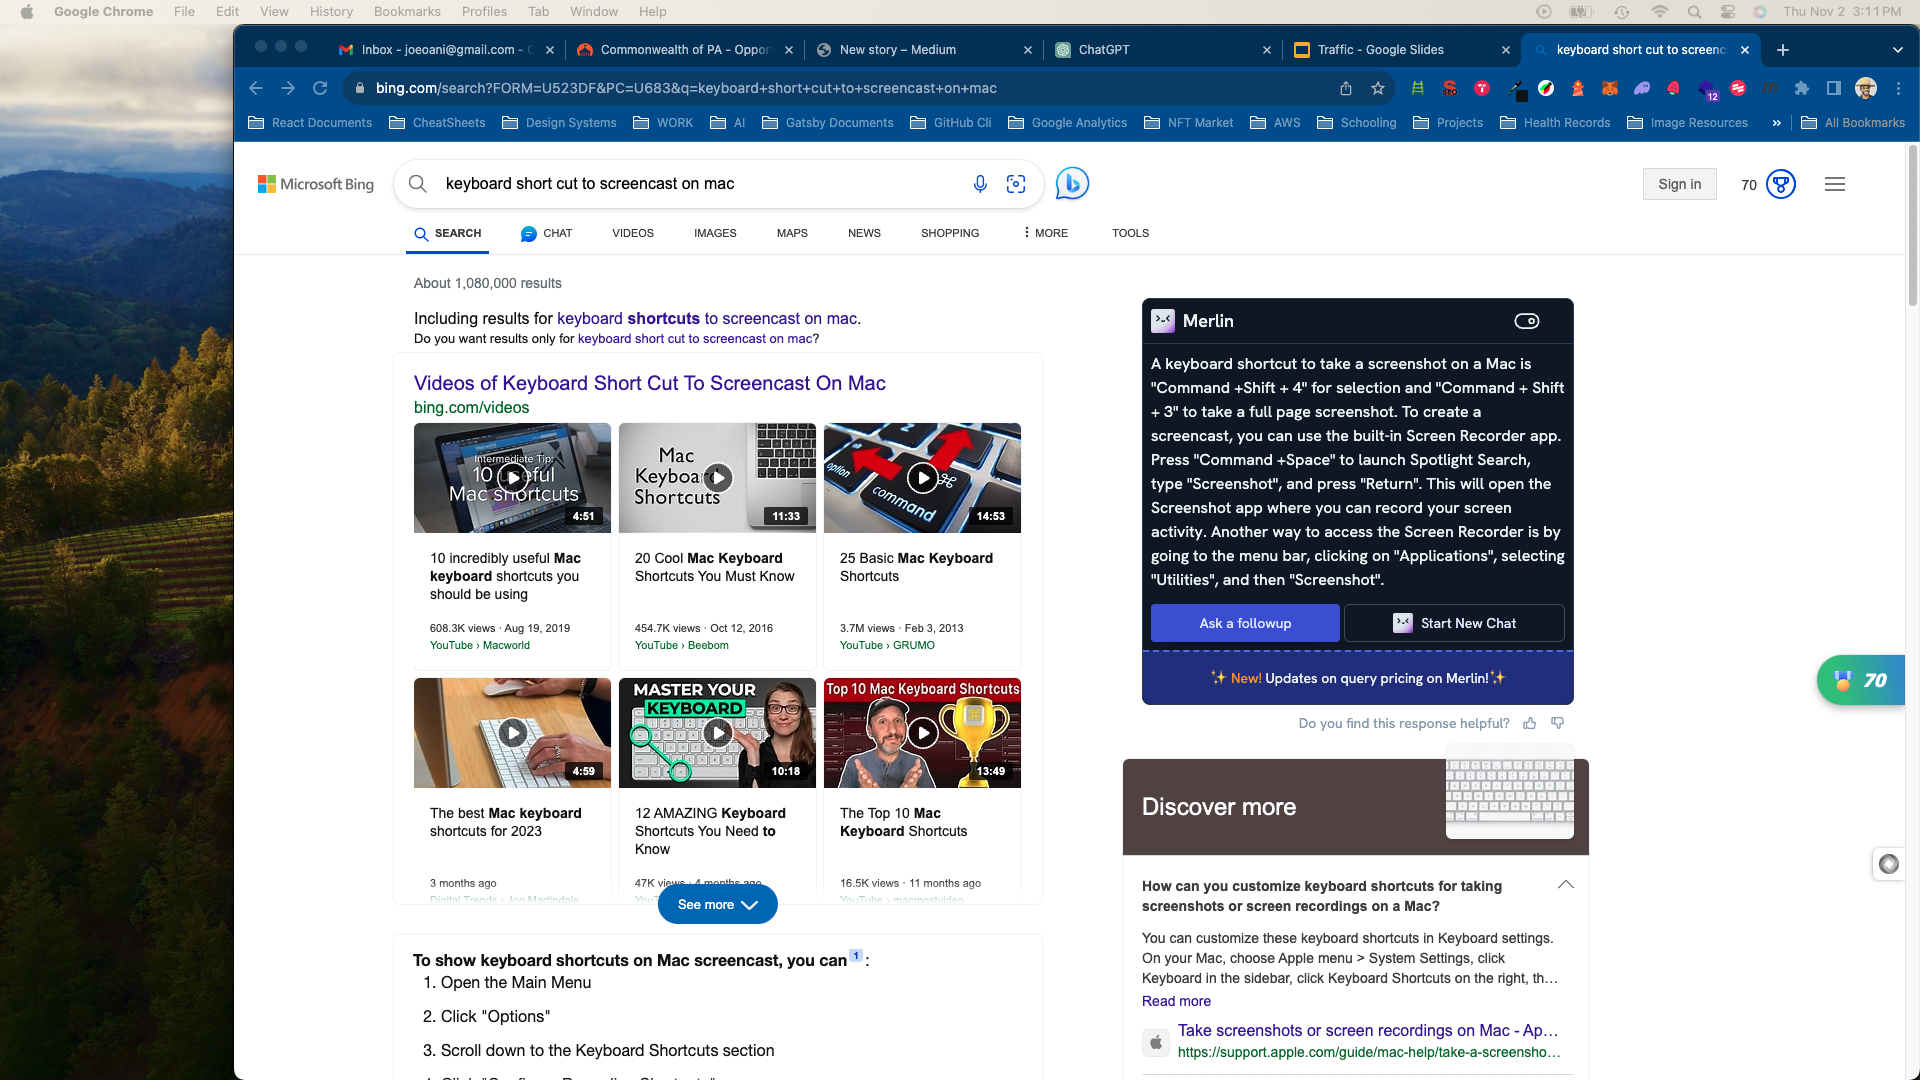 Google Chrome File Edit View History Bookmarks Profiles Tab Window Help Thu Nov 2 3:11 PM
Inbox - joeoani@gmail.com - Commonwealth of PA - Oppor New story – Medium ChatGPT Traffic - Google Slides keyboard short cut to screenc
bing.com/search?FORM=U523DF&PC=U683&q=keyboard+short+cut+to+screencast+on+mac
12
React Documents CheatSheets Design Systems WORK AI Gatsby Documents GitHub Cli Google Analytics NFT Market AWS Schooling Projects Health Records Image Resources » All Bookmarks
Microsoft Bing keyboard short cut to screencast on mac Sign in 70
SEARCH CHAT VIDEOS IMAGES MAPS NEWS SHOPPING MORE TOOLS
About 1,080,000 results
Including results for keyboard shortcuts to screencast on mac.
Do you want results only for keyboard short cut to screencast on mac?
Videos of Keyboard Short Cut To Screencast On Mac
bing.com/videos
Intermediate Tip:
10 useful
Mac shortcuts
4:51
Mac
Keyboard
Shortcuts
11:33
option
command
14:53
10 incredibly useful Mac
keyboard shortcuts you
should be using
608.3K views · Aug 19, 2019
YouTube › Macworld
20 Cool Mac Keyboard
Shortcuts You Must Know
454.7K views · Oct 12, 2016
YouTube › Beebom
25 Basic Mac Keyboard
Shortcuts
3.7M views · Feb 3, 2013
YouTube › GRUMO
4:59
MASTER YOUR
KEYBOARD
10:18
Top 10 Mac Keyboard Shortcuts
13:49
The best Mac keyboard
shortcuts for 2023
3 months ago
Digital Trends › Jon Martindale
12 AMAZING Keyboard
Shortcuts You Need to
Know
47K views · 4 months ago
The Top 10 Mac
Keyboard Shortcuts
16.5K views · 11 months ago
YouTube › macmostvideo
See more
To show keyboard shortcuts on Mac screencast, you can 1 :
1. Open the Main Menu
2. Click "Options"
3. Scroll down to the Keyboard Shortcuts section
Merlin
A keyboard shortcut to take a screenshot on a Mac is
"Command +Shift + 4" for selection and "Command + Shift
+ 3" to take a full page screenshot. To create a
screencast, you can use the built-in Screen Recorder app.
Press "Command +Space" to launch Spotlight Search,
type "Screenshot", and press "Return". This will open the
Screenshot app where you can record your screen
activity. Another way to access the Screen Recorder is by
going to the menu bar, clicking on "Applications", selecting
"Utilities", and then "Screenshot".
Ask a followup Start New Chat
✨ New! Updates on query pricing on Merlin!✨
Do you find this response helpful?
70
Discover more
How can you customize keyboard shortcuts for taking
screenshots or screen recordings on a Mac?
You can customize these keyboard shortcuts in Keyboard settings.
On your Mac, choose Apple menu > System Settings, click
Keyboard in the sidebar, click Keyboard Shortcuts on the right, th...
Read more
Take screenshots or screen recordings on Mac - Ap...
https://support.apple.com/guide/mac-help/take-a-screensho...